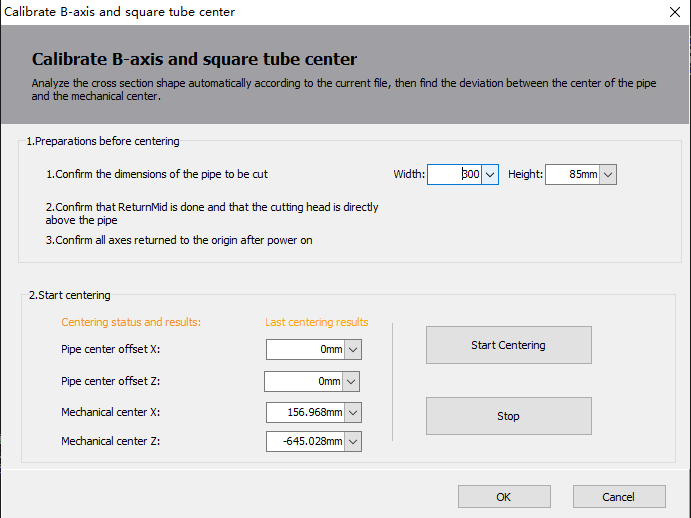 Calibrate B-axis and square tube center
Calibrate B-axis and square tube center
Analyze the cross section shape automatically according to the current file, then find the deviation between the center of the pipe
and the mechanical center.
1.Preparations before centering
1.Confirm the dimensions of the pipe to be cut
Width: 300 Height: 85mm
2.Confirm that ReturnMid is done and that the cutting head is directly
above the pipe
3.Confirm all axes returned to the origin after power on
2.Start centering
Centering status and results: Last centering results
Pipe center offset X: 0mm
Pipe center offset Z: 0mm
Mechanical center X: 156.968mm
Mechanical center Z: -645.028mm
Start Centering
Stop
OK Cancel